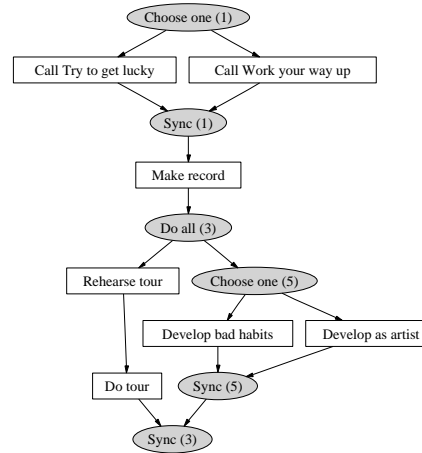 Choose one (1)
Call Try to get lucky
Call Work your way up
Sync (1)
Make record
Do all (3)
Rehearse tour
Choose one (5)
Develop bad habits
Develop as artist
Do tour
Sync (5)
Sync (3)